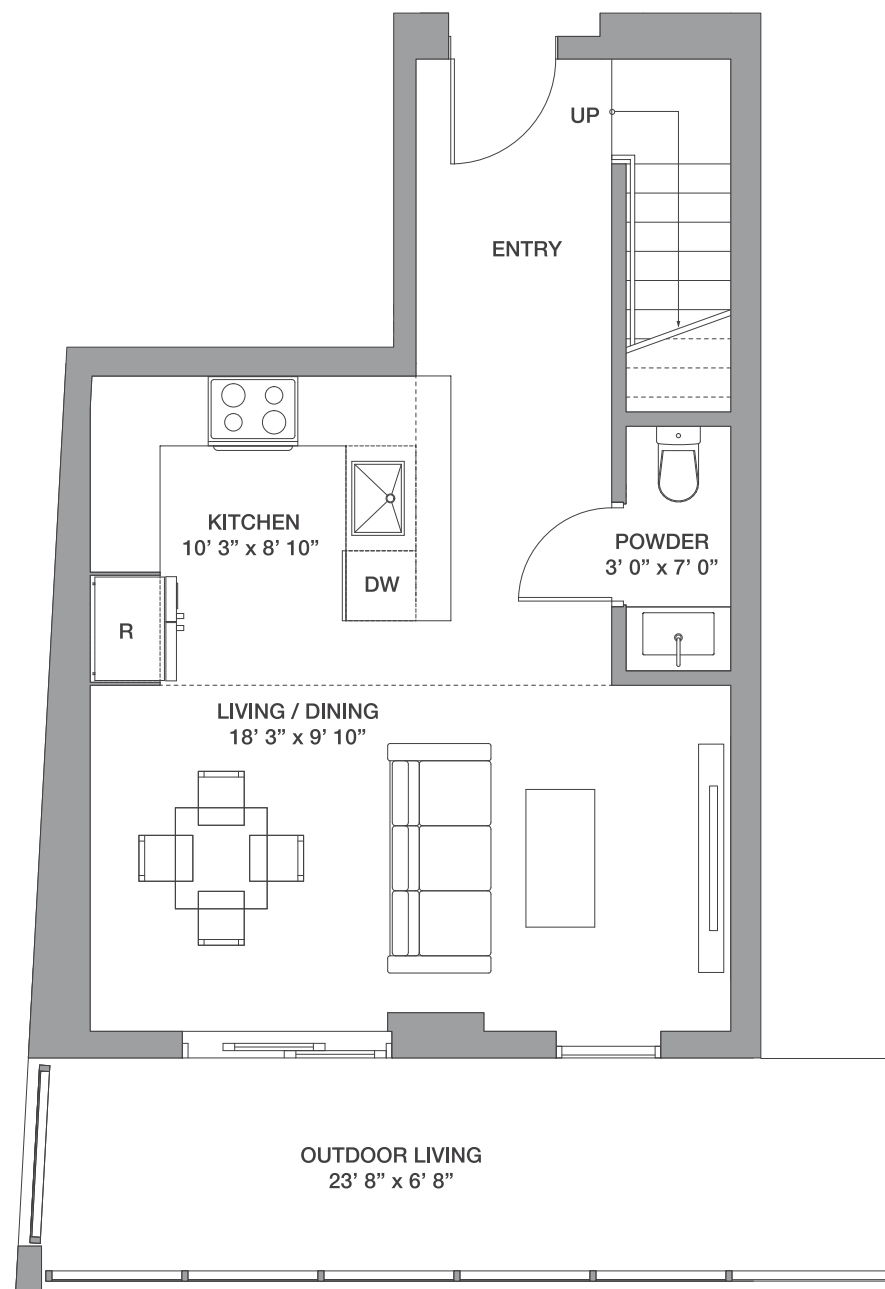 UP
ENTRY
KITCHEN
10’ 3” x 8’ 10”
POWDER
3’ 0” x 7’ 0”
DW
R
LIVING / DINING
18’ 3” x 9’ 10”
OUTDOOR LIVING
23’ 8” x 6’ 8”